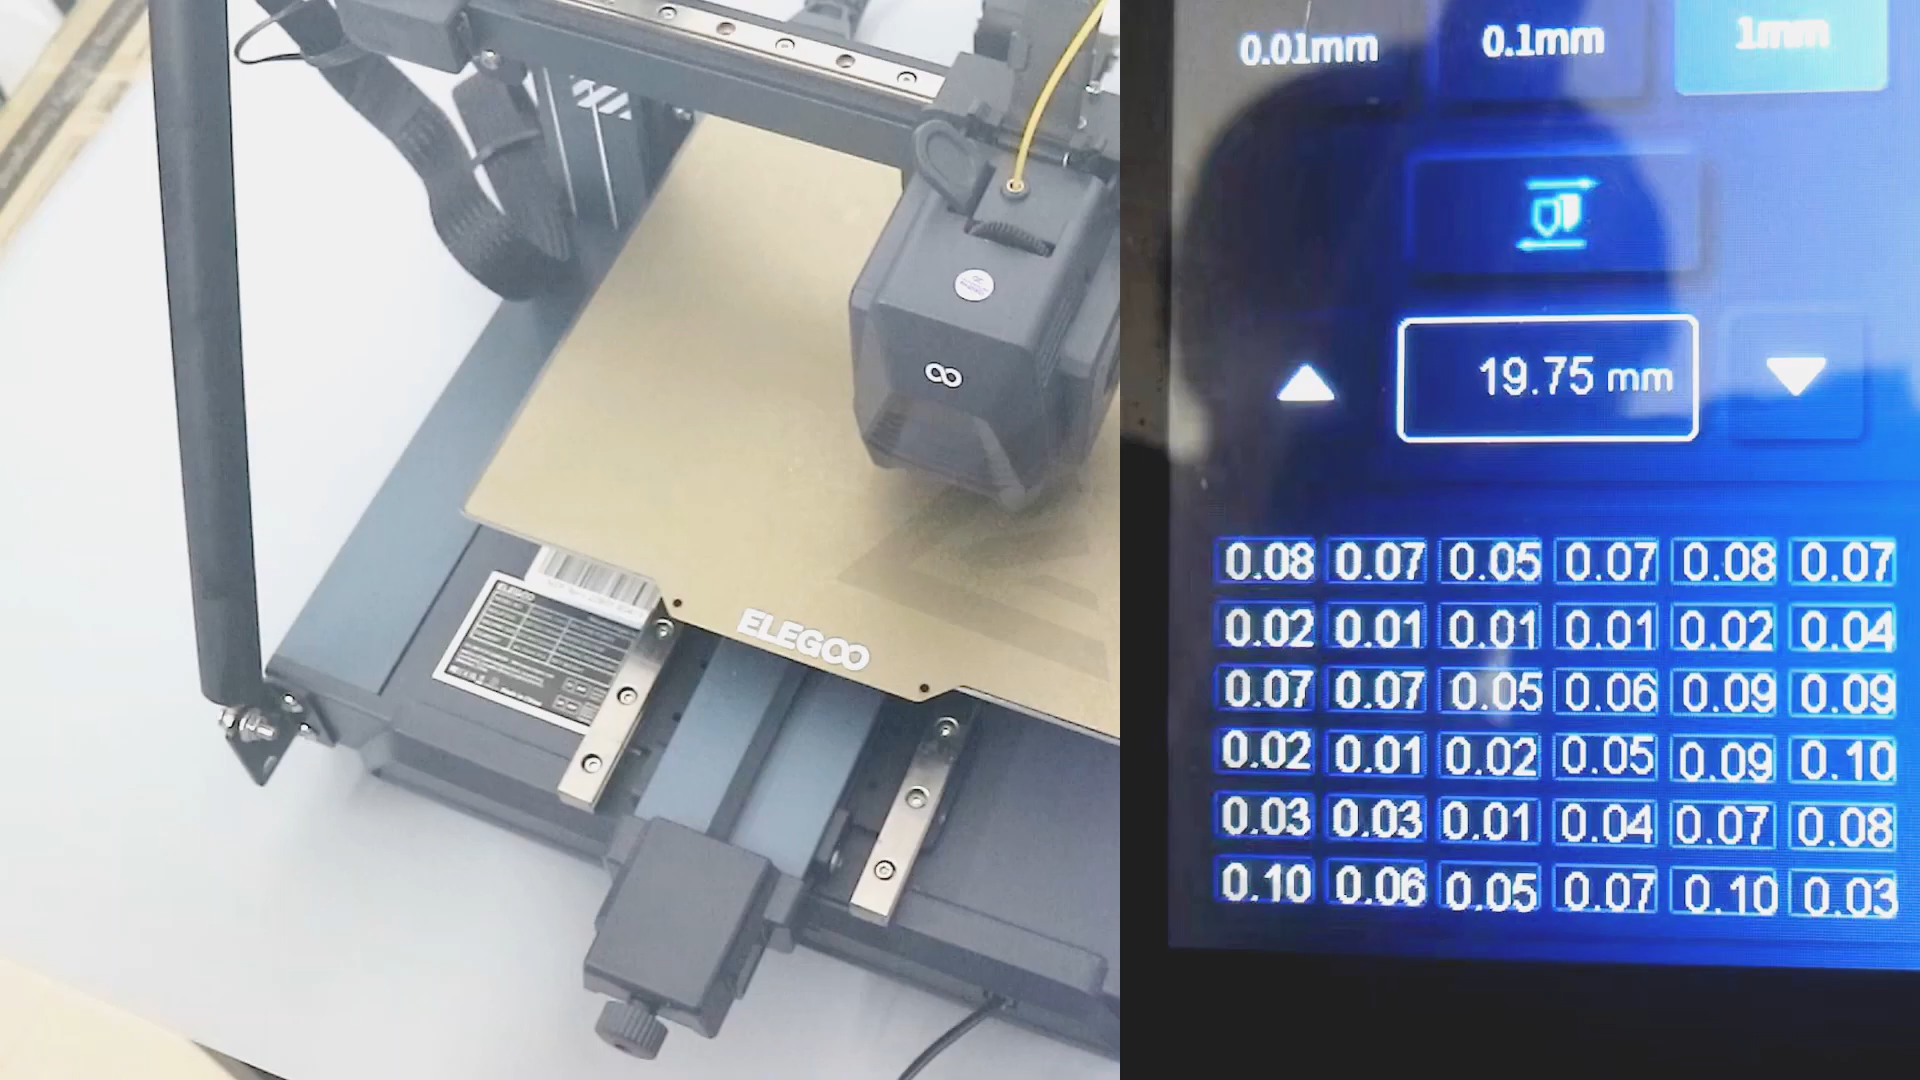 0.01mm 0.1mm 1mm
19.75 mm
0.08 0.07 0.05 0.07 0.08 0.07
0.02 0.01 0.01 0.01 0.02 0.04
0.07 0.07 0.05 0.06 0.09 0.09
0.02 0.01 0.02 0.05 0.09 0.10
0.03 0.03 0.01 0.04 0.07 0.08
0.10 0.06 0.05 0.07 0.10 0.03
ELEGOO
ELEGOO